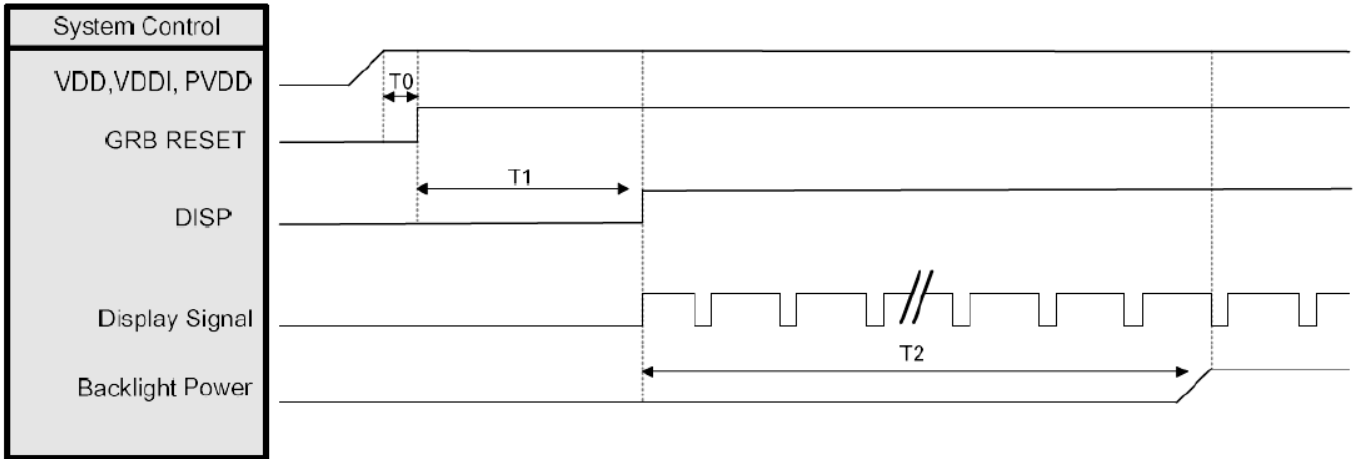 System Control
VDD,VDDI, PVDD
T0
GRB RESET
T1
DISP
Display Signal
T2
Backlight Power